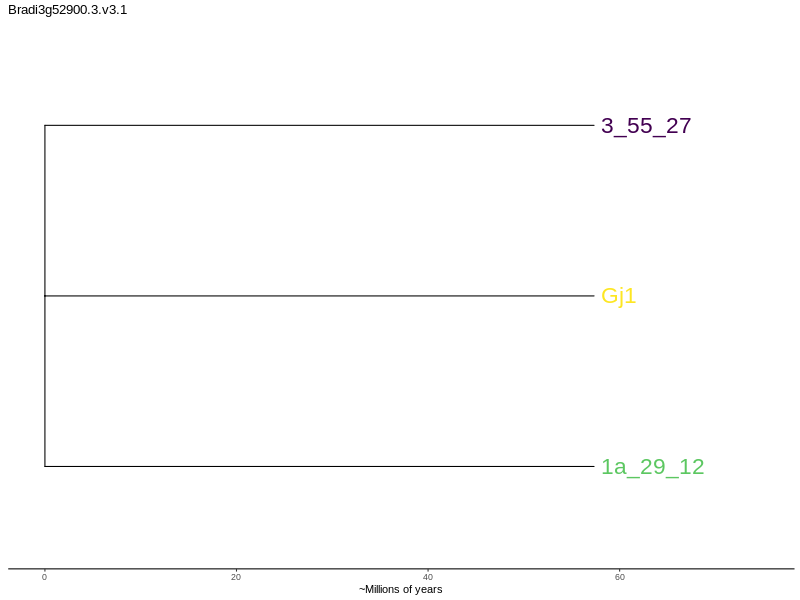 Bradi3g52900.3.v3.1
3_55_27
Gj1
1a_29_12
0 20 40 60
~Millions of years